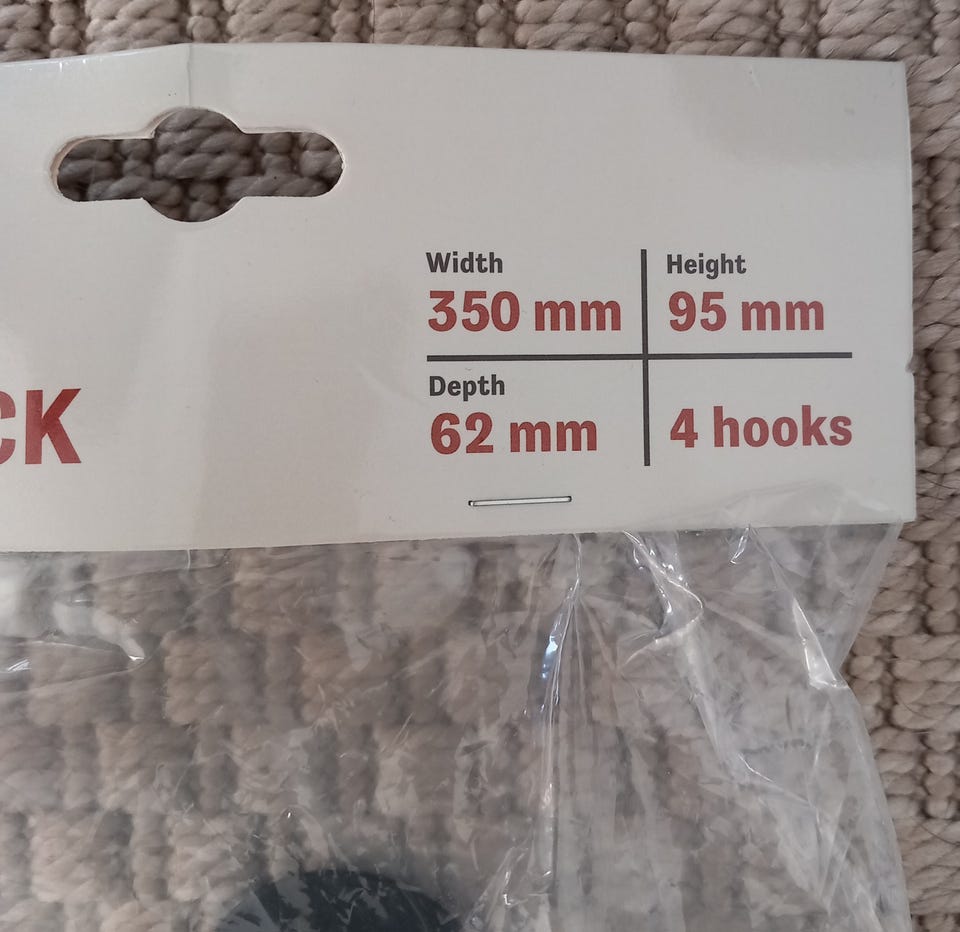 Width
350 mm
Height
95 mm
Depth
62 mm
4 hooks
CK